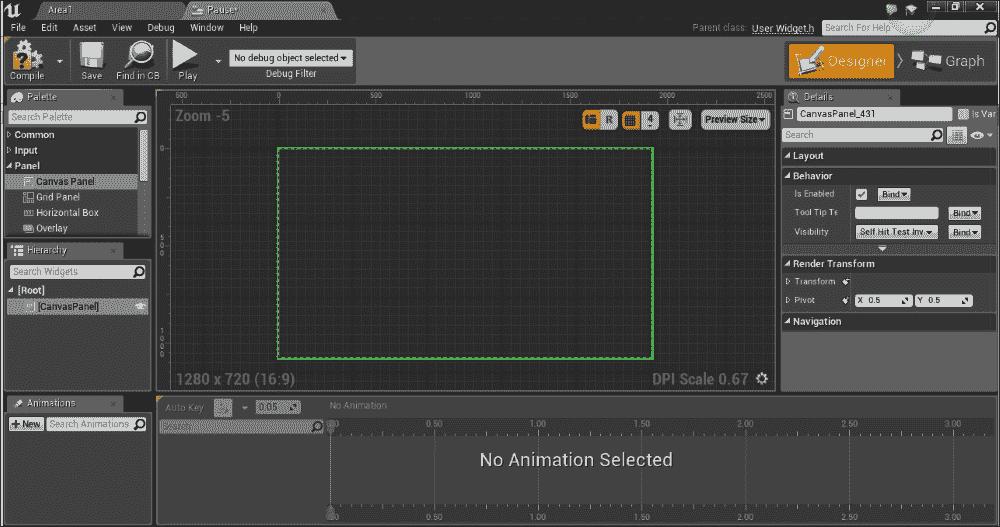 Area1
Pause*
File Edit Asset View Debug Window Help
Parent class: User Widget.h
Search For Help
Compile
Save
Find in CB
Play
No debug object selected
Debug Filter
Designer
Graph
Palette
Search Palette
Common
Input
Panel
Canvas Panel
Grid Panel
Horizontal Box
Overlay
Hierarchy
Search Widgets
[Root]
[CanvasPanel]
500 0 500 1000 1500 2000 2500
Zoom -5
R
4
Preview Size
0
5 0
1 0 0
1280 x 720 (16:9)
DPI Scale 0.67
Details
CanvasPanel_431
Is Var
Search
Layout
Behavior
Is Enabled
Bind
Tool Tip Te
Bind
Visibility
Self Hit Test Inv
Bind
Render Transform
Transform
Pivot
X 0.5
Y 0.5
Navigation
Animations
+ New
Search Animations
Auto Key
0.05
No Animation
Search
0.50 1.00 1.50 2.00 2.50 3.00
No Animation Selected
0.50 1.00 1.50 2.00 2.50 3.00